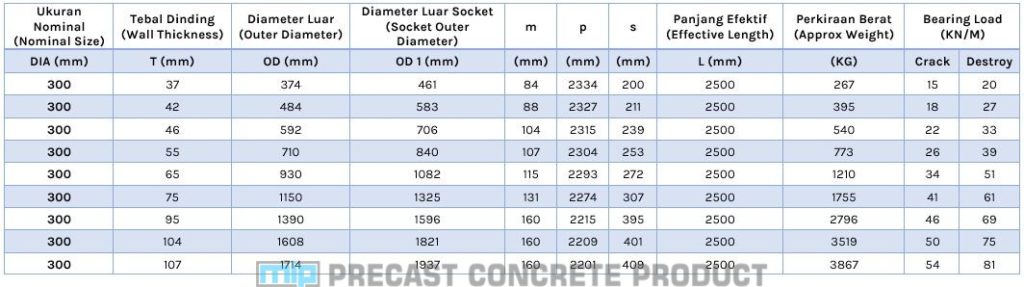 Ukuran Nominal (Nominal Size) Tebal Dinding (Wall Thickness) Diameter Luar (Outer Diameter) Diameter Luar Socket (Socket Outer Diameter) m p s Panjang Efektif (Effective Length) Perkiraan Berat (Approx Weight) Bearing Load (KN/M)
DIA (mm) T (mm) OD (mm) OD 1 (mm) (mm) (mm) (mm) L (mm) (KG) Crack Destroy
300 37 374 461 84 2334 200 2500 267 15 20
300 42 484 583 88 2327 211 2500 395 18 27
300 46 592 706 104 2315 239 2500 540 22 33
300 55 710 840 107 2304 253 2500 773 26 39
300 65 930 1082 115 2293 272 2500 1210 34 51
300 75 1150 1325 131 2274 307 2500 1755 41 61
300 95 1390 1596 160 2215 395 2500 2796 46 69
300 104 1608 1821 160 2209 401 2500 3519 50 75
300 107 1714 1937 160 2201 409 2500 3867 54 81
mip PRECAST CONCRETE PRODUCT